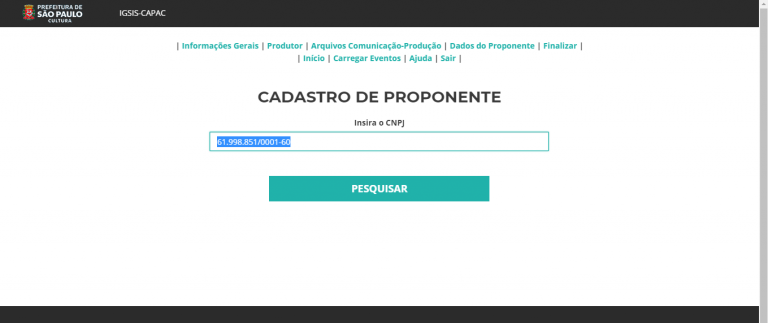 PREFEITURA DE
SÃO PAULO
CULTURA
IGSIS-CAPAC
| Informações Gerais | Produtor | Arquivos Comunicação-Produção | Dados do Proponente | Finalizar |
| Início | Carregar Eventos | Ajuda | Sair |
CADASTRO DE PROPONENTE
Insira o CNPJ
61.998.851/0001-60
PESQUISAR